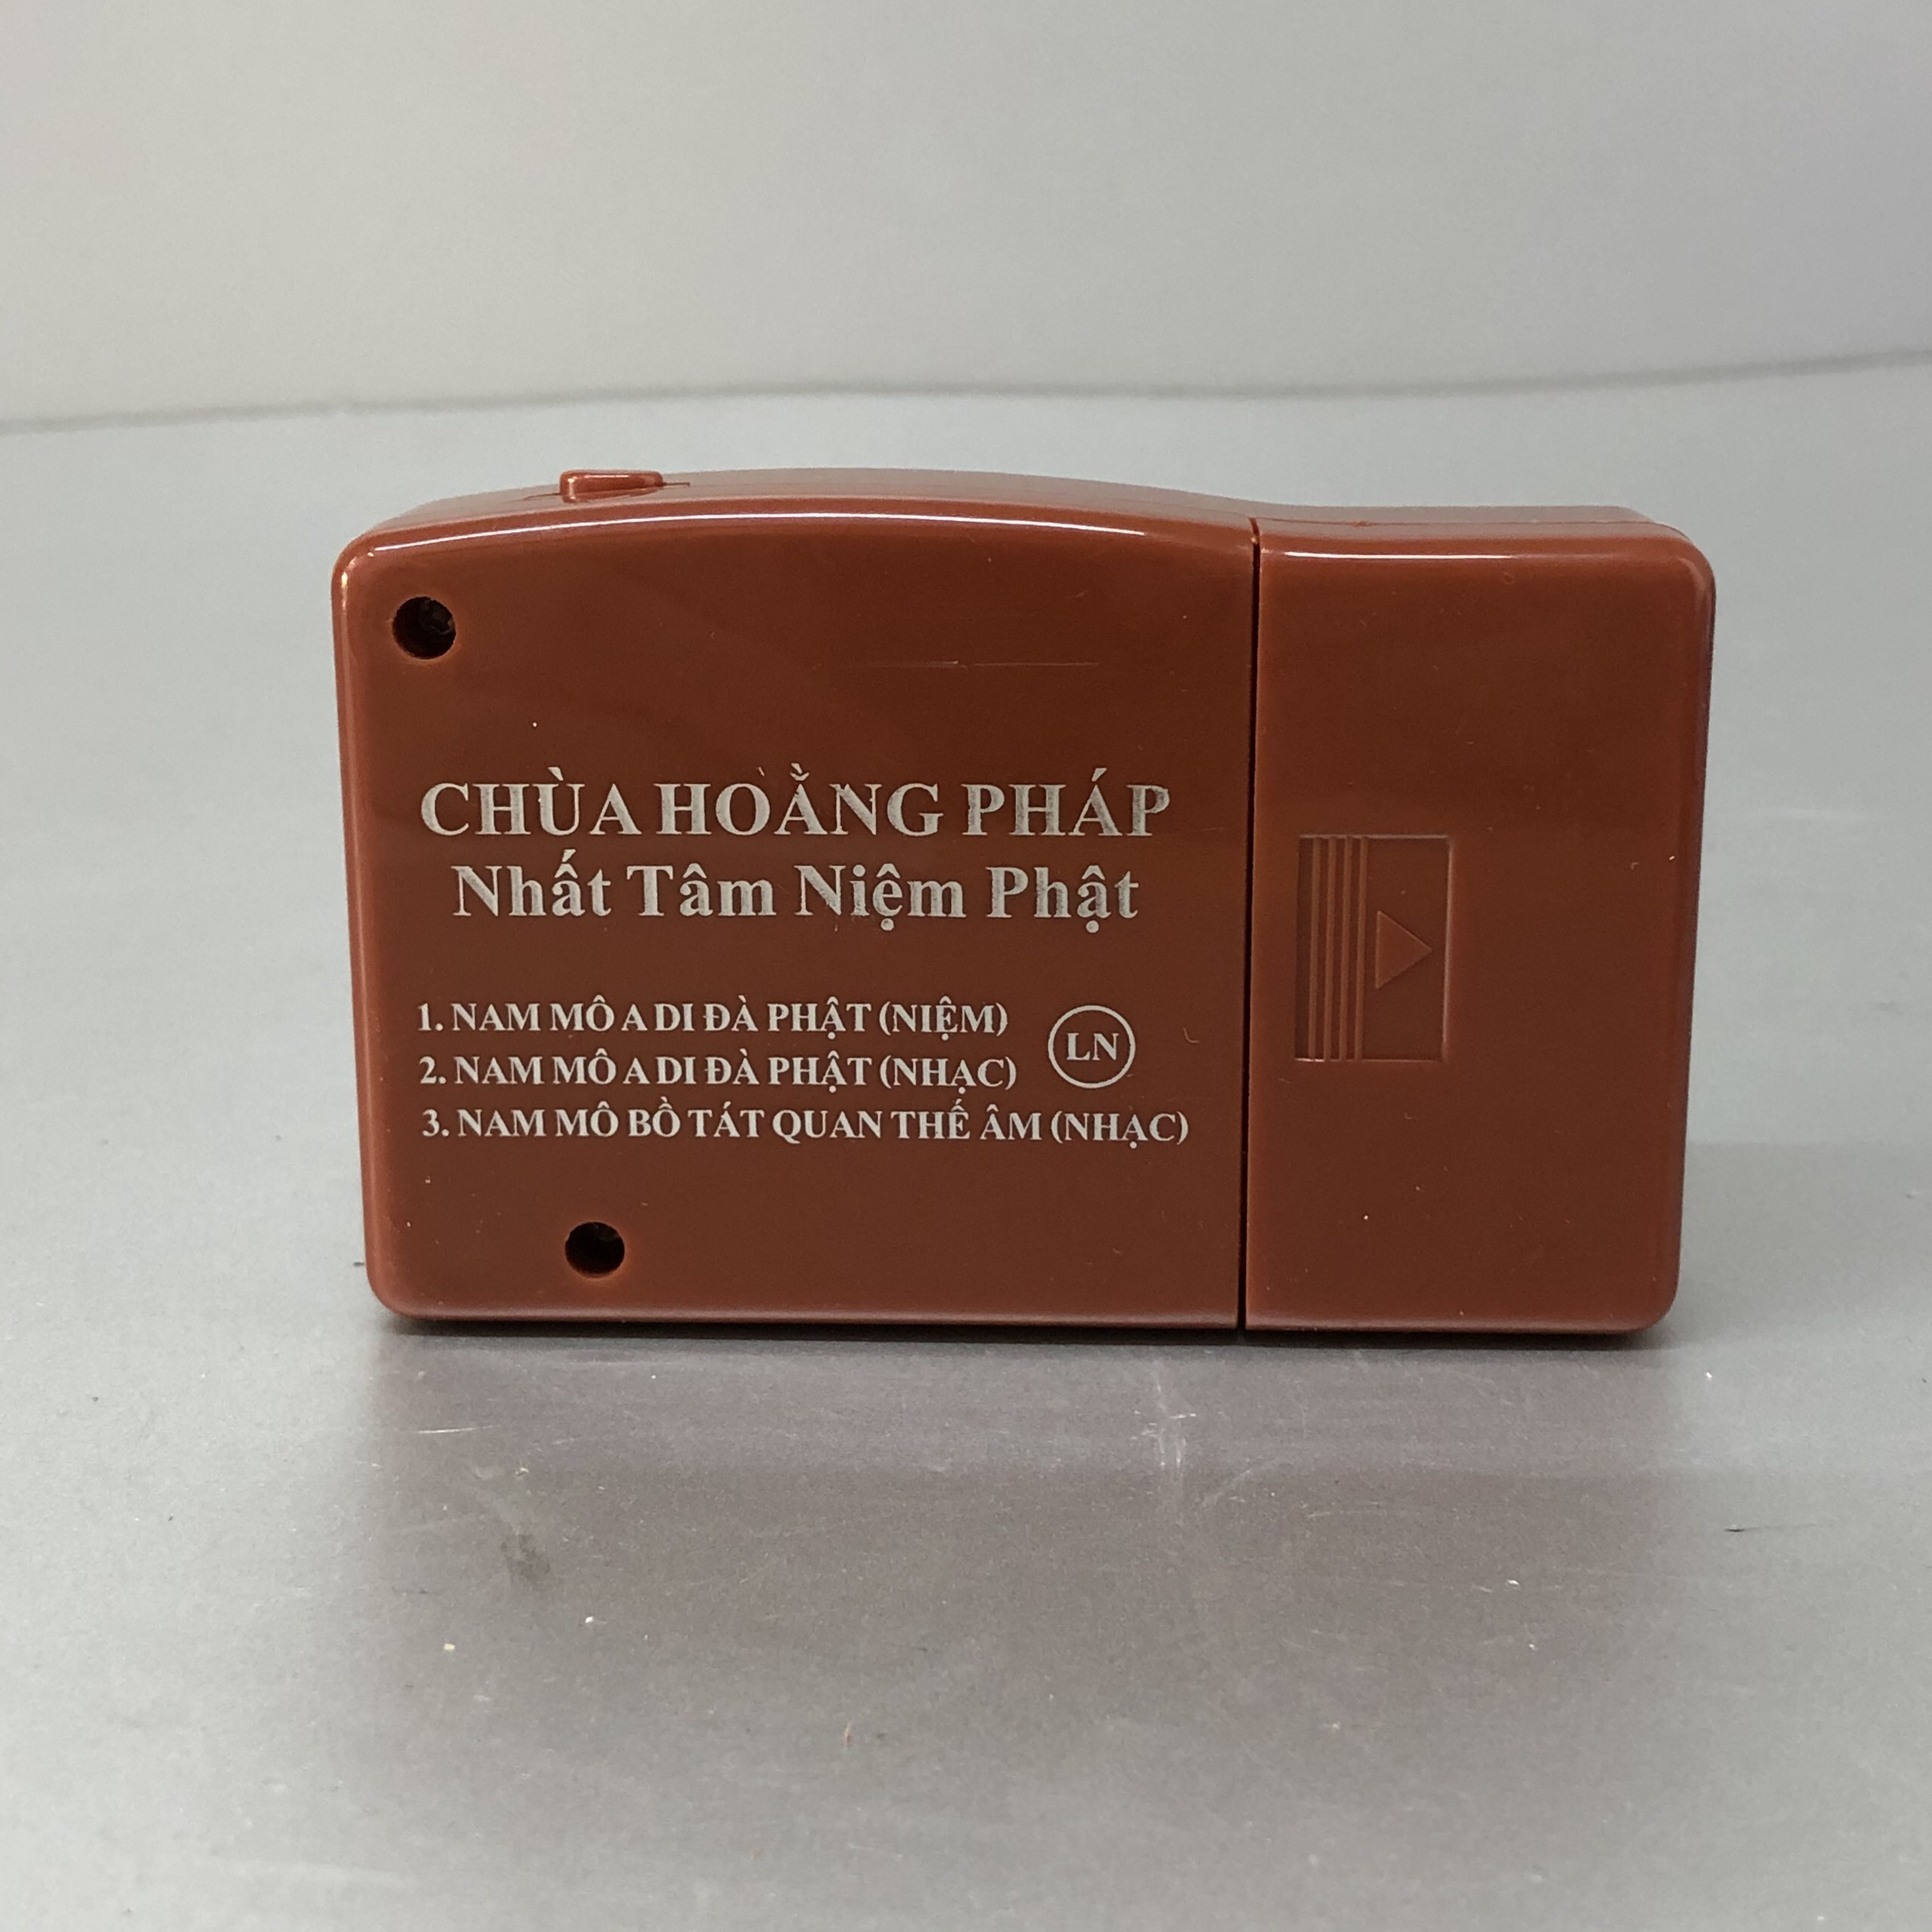 CHÙA HOẰNG PHÁP
Nhất Tâm Niệm Phật
1. NAM MÔ A DI ĐÀ PHẬT (NIỆM)
2. NAM MÔ A DI ĐÀ PHẬT (NHẠC)
LN
3. NAM MÔ BỒ TÁT QUAN THẾ ÂM (NHẠC)